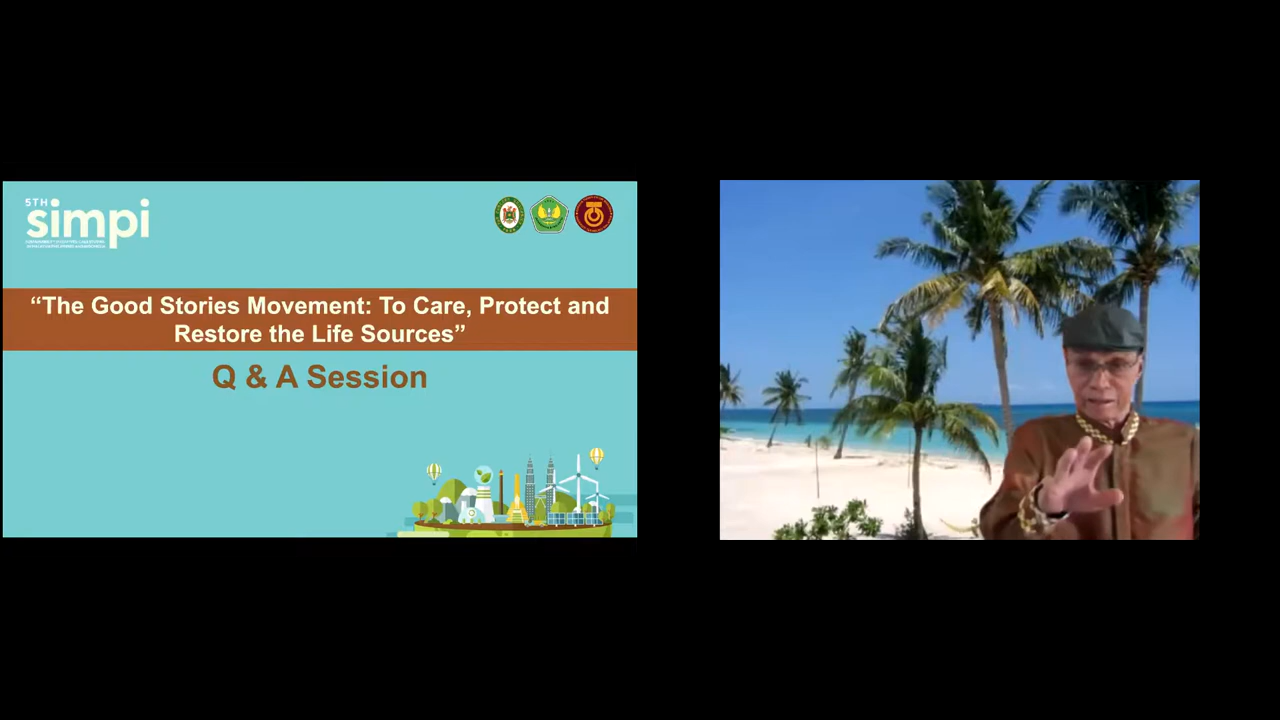 5TH
simpi
“The Good Stories Movement: To Care, Protect and
Restore the Life Sources”
Q & A Session